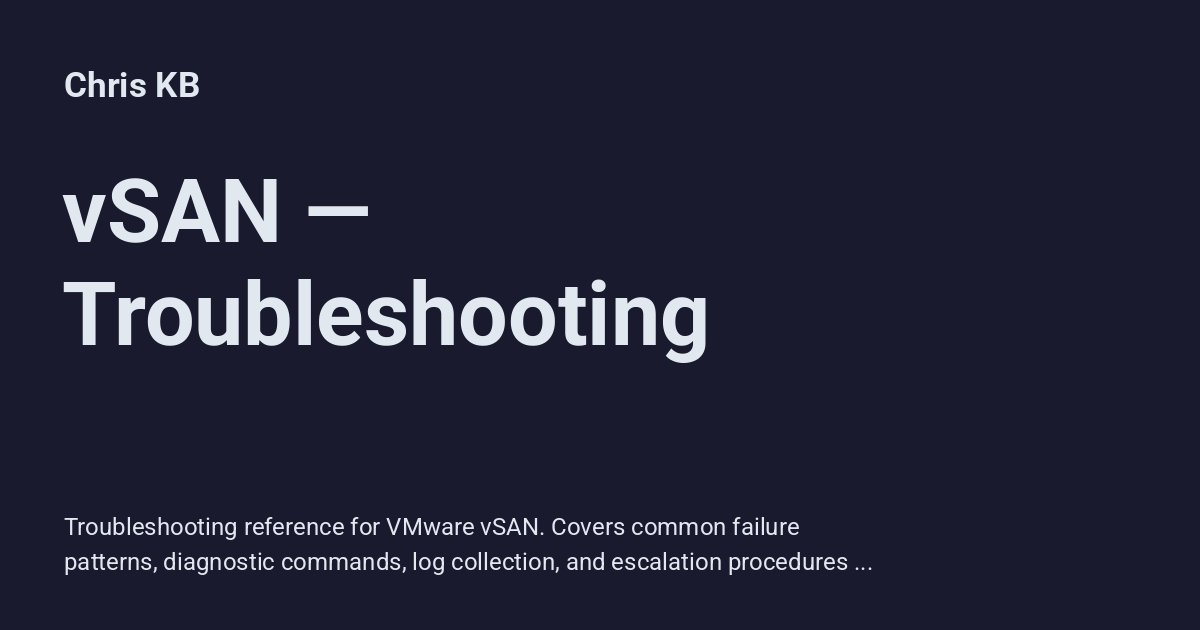 Chris KB
vSAN —
Troubleshooting
Troubleshooting reference for VMware vSAN. Covers common failure
patterns, diagnostic commands, log collection, and escalation procedures ...